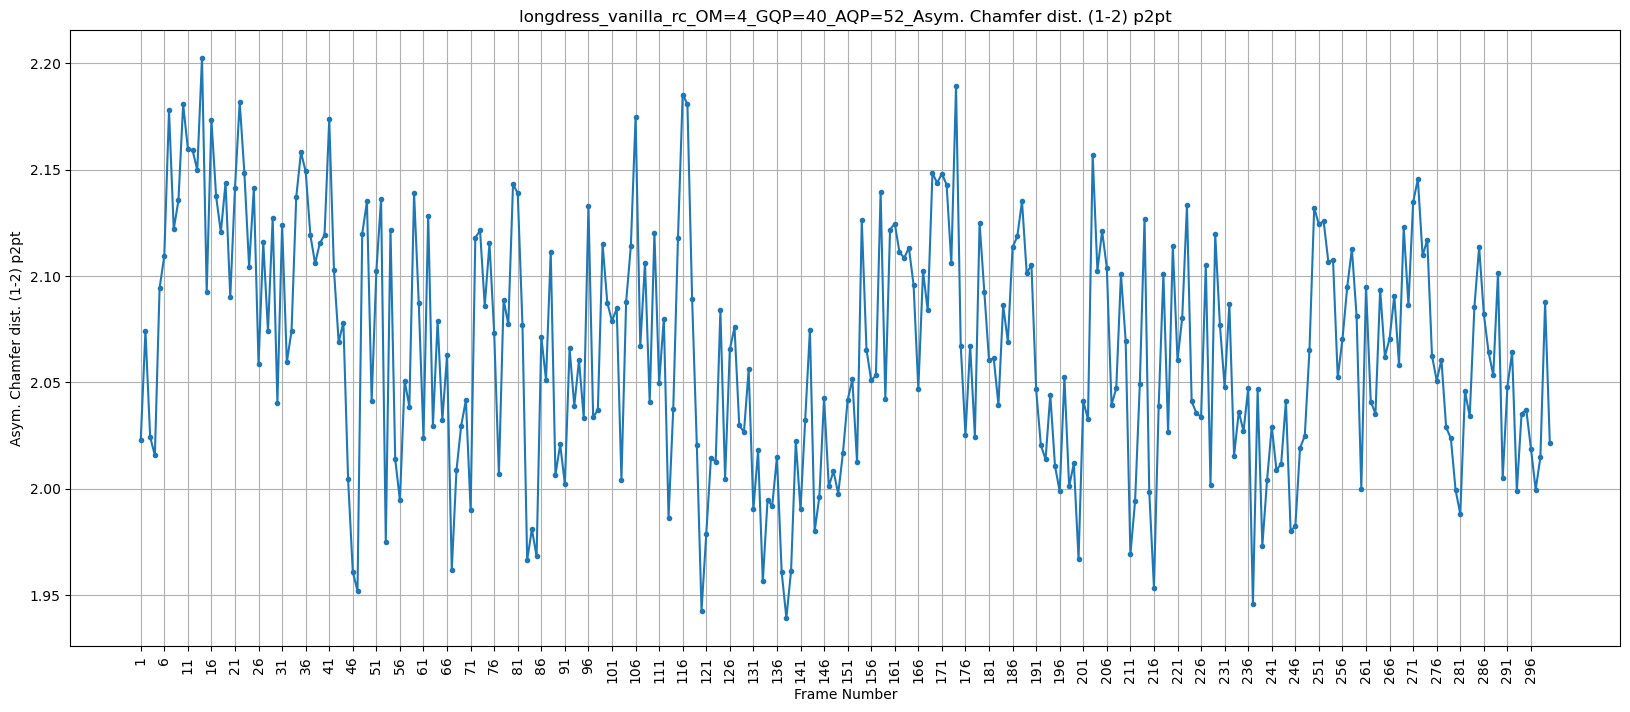 longdress_vanilla_rc_OM=4_GQP=40_AQP=52_Asym. Chamfer dist. (1-2) p2pt
Asym. Chamfer dist. (1-2) p2pt
2.20
2.15
2.10
2.05
2.00
1.95
1 6 11 16 21 26 31 36 41 46 51 56 61 66 71 76 81 86 91 96 101 106 111 116 121 126 131 136 141 146 151 156 161 166 171 176 181 186 191 196 201 206 211 216 221 226 231 236 241 246 251 256 261 266 271 276 281 286 291 296
Frame Number